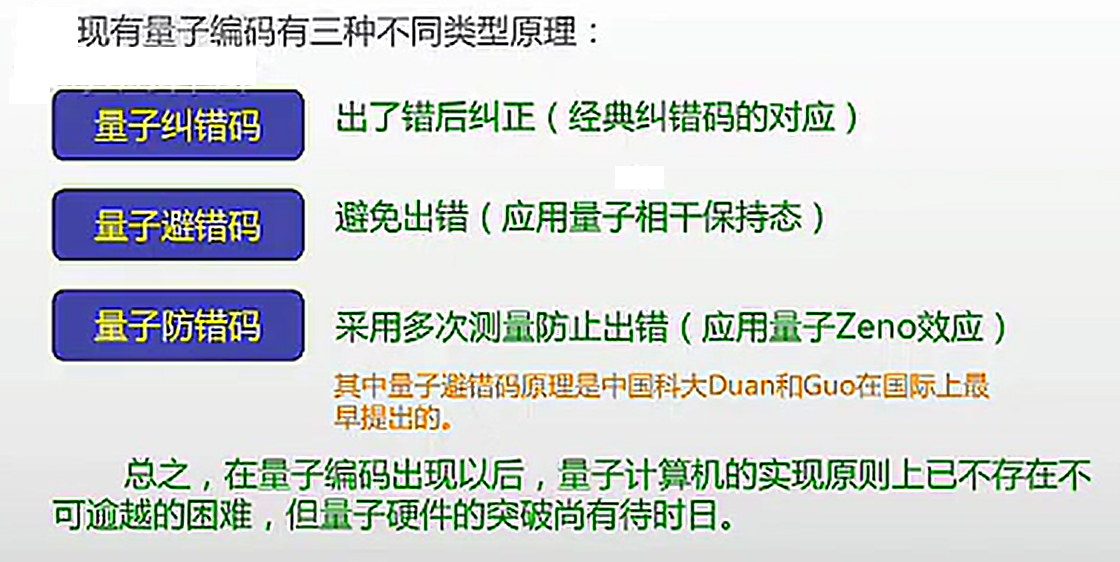 现有量子编码有三种不同类型原理：
量子纠错码
出了错后纠正（经典纠错码的对应）
量子避错码
避免出错（应用量子相干保持态）
量子防错码
采用多次测量防止出错（应用量子Zeno效应）
其中量子避错码原理是中国科大Duan和Guo在国际上最
早提出的。
总之，在量子编码出现以后，量子计算机的实现原则上已不存在不
可逾越的困难，但量子硬件的突破尚有待时日。